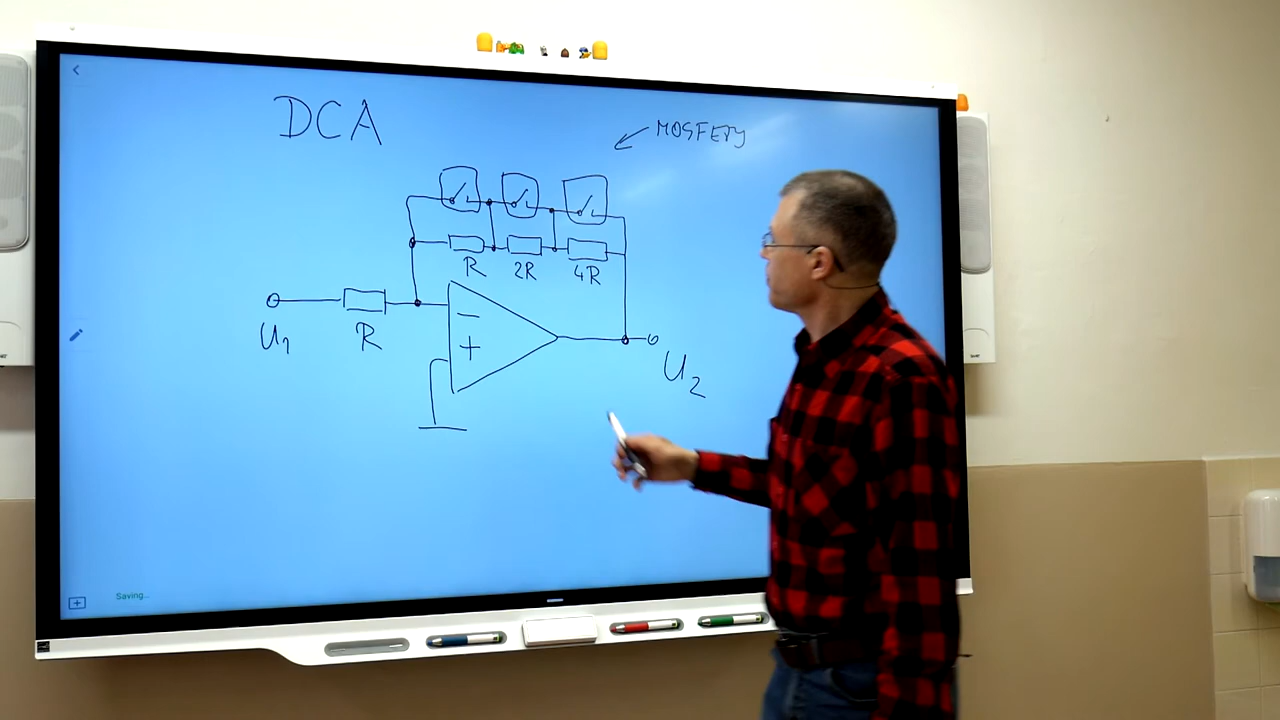 DCA
MOSFETY
R 2R 4R
U1 R
−
+
U2
Saving...